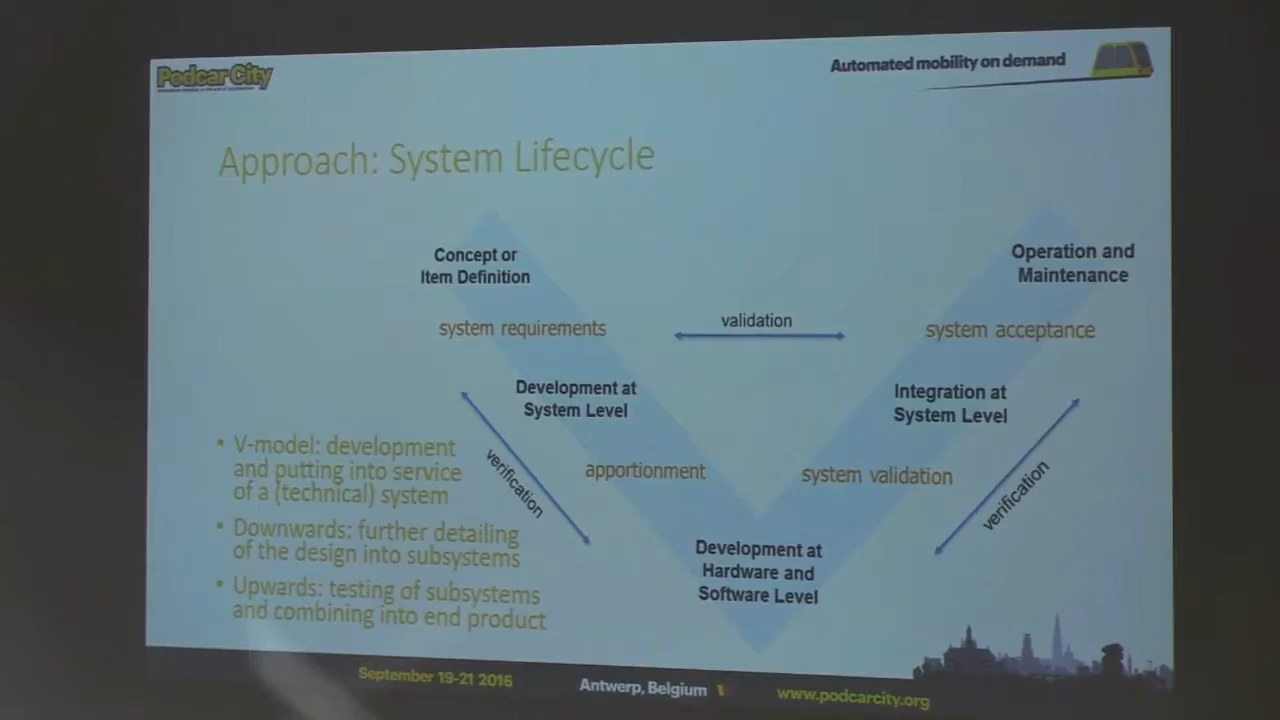 Podcar City
Automated mobility on demand
Approach: System Lifecycle
Concept or
Item Definition
Operation and
Maintenance
system requirements
validation
system acceptance
Development at
System Level
Integration at
System Level
verification
apportionment
system validation
verification
Development at
Hardware and
Software Level
• V-model: development
and putting into service
of a (technical) system
• Downwards: further detailing
of the design into subsystems
• Upwards: testing of subsystems
and combining into end product
September 19-21 2016
Antwerp, Belgium
www.podcarcity.org